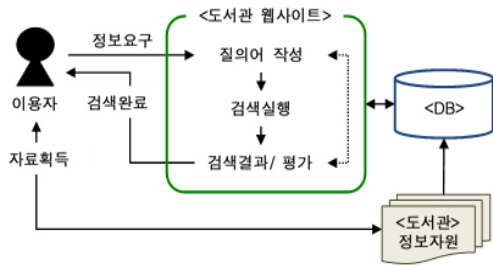 <도서관 웹사이트>
정보요구
질의어 작성
이용자
검색완료
검색실행
<DB>
자료획득
검색결과/ 평가
<도서관>
정보자원